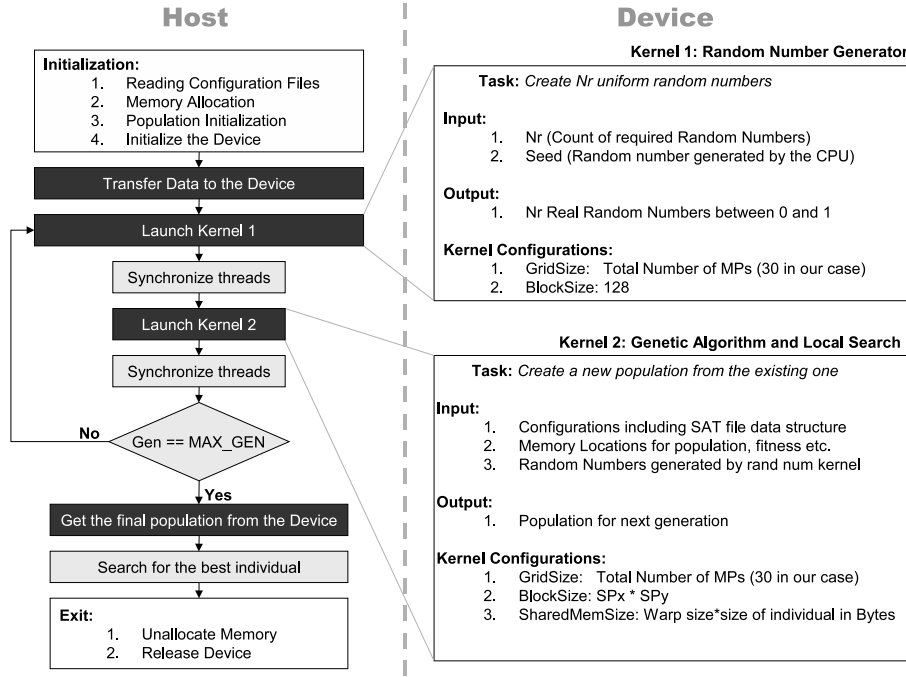 Host
Device
Initialization:
1. Reading Configuration Files
2. Memory Allocation
3. Population Initialization
4. Initialize the Device
Transfer Data to the Device
Launch Kernel 1
Synchronize threads
Launch Kernel 2
Synchronize threads
Gen == MAX_GEN
No
Yes
Get the final population from the Device
Search for the best individual
Exit:
1. Unallocate Memory
2. Release Device
Kernel 1: Random Number Generator
Task: Create Nr uniform random numbers
Input:
1. Nr (Count of required Random Numbers)
2. Seed (Random number generated by the CPU)
Output:
1. Nr Real Random Numbers between 0 and 1
Kernel Configurations:
1. GridSize: Total Number of MPs (30 in our case)
2. BlockSize: 128
Kernel 2: Genetic Algorithm and Local Search
Task: Create a new population from the existing one
Input:
1. Configurations including SAT file data structure
2. Memory Locations for population, fitness etc.
3. Random Numbers generated by rand num kernel
Output:
1. Population for next generation
Kernel Configurations:
1. GridSize: Total Number of MPs (30 in our case)
2. BlockSize: SPx * SPy
3. SharedMemSize: Warp size*size of individual in Bytes